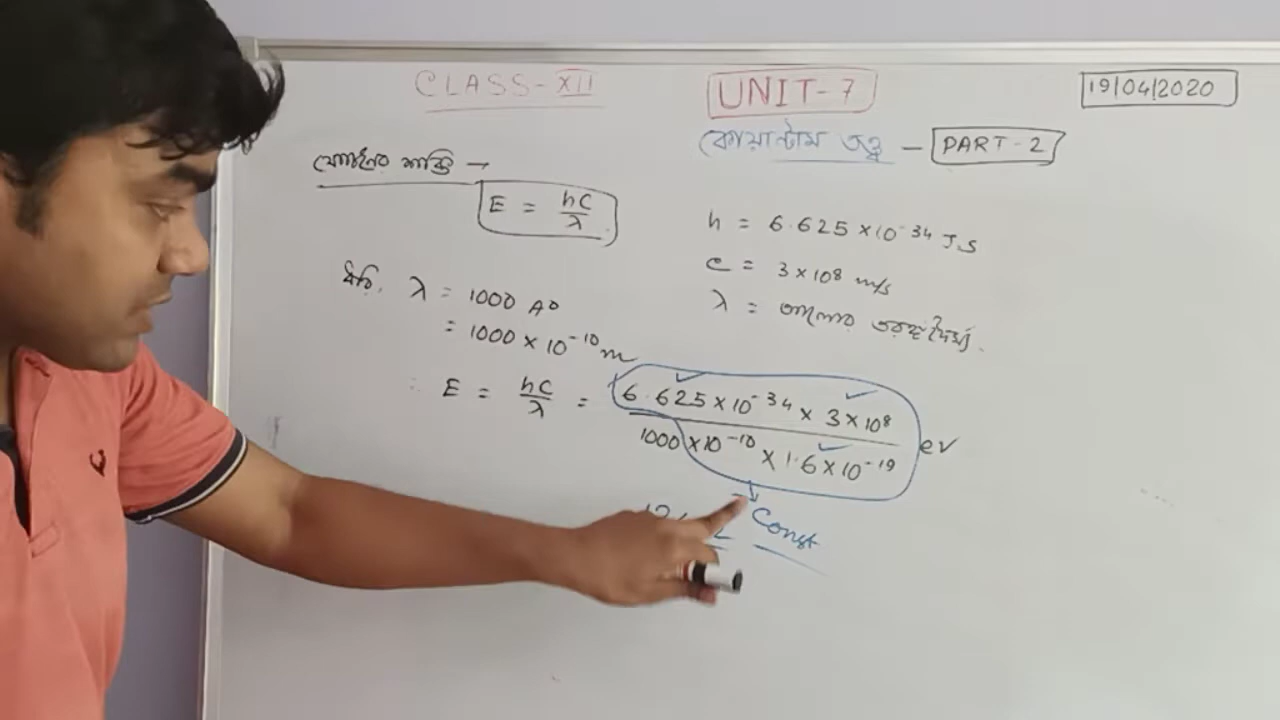 CLASS-XII
UNIT-7
19/04/2020
কোয়ান্টাম তত্ত্ব - PART-2
ফোটনের শক্তি →
E = hc/λ
h = 6.625 × 10⁻³⁴ J.S
c = 3 × 10⁸ m/s
λ = আলোর তরঙ্গদৈর্ঘ্য.
ধরি, λ = 1000 A°
= 1000 × 10⁻¹⁰ m
∴ E = hc/λ = 6.625 × 10⁻³⁴ × 3 × 10⁸ / 1000 × 10⁻¹⁰ × 1.6 × 10⁻¹⁹ eV
Const